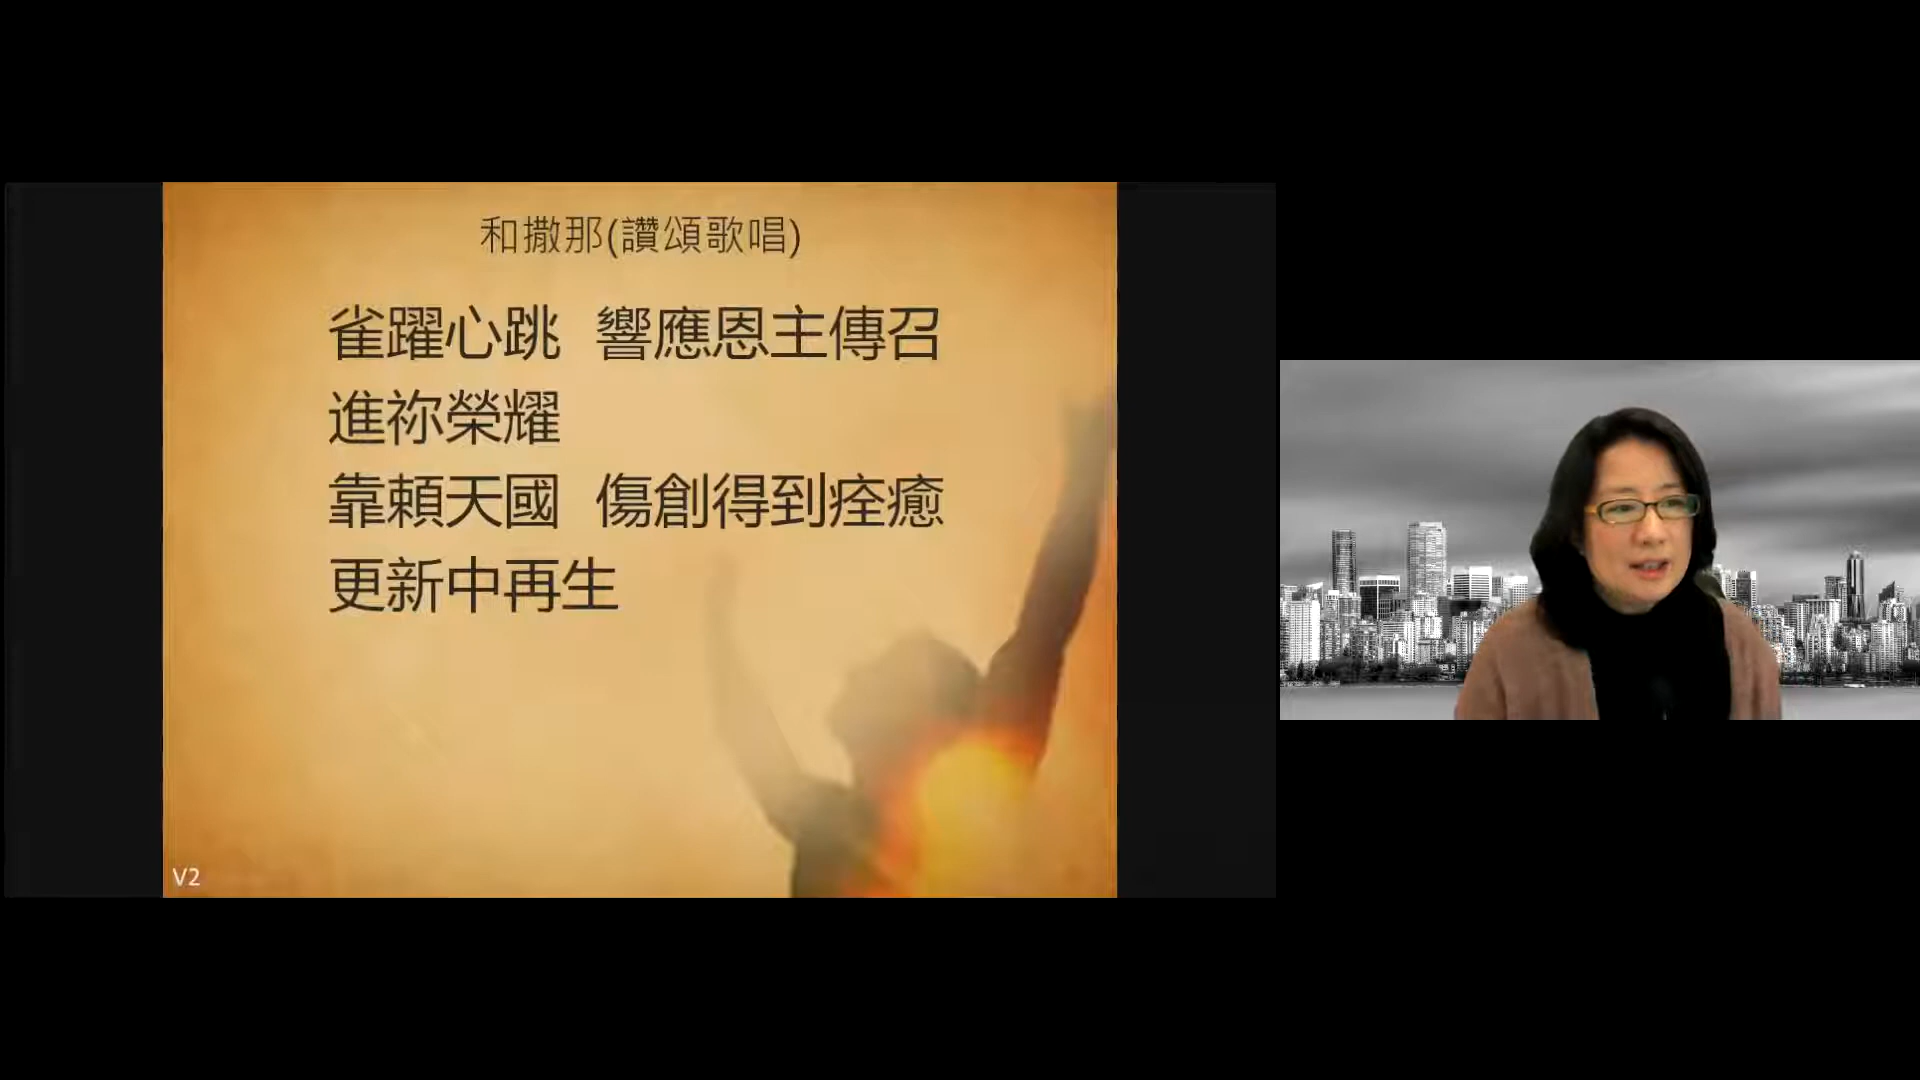 和撒那(讚頌歌唱)
雀躍心跳 響應恩主傳召
進祢榮耀
靠賴天國 傷創得到痊癒
更新中再生
V2